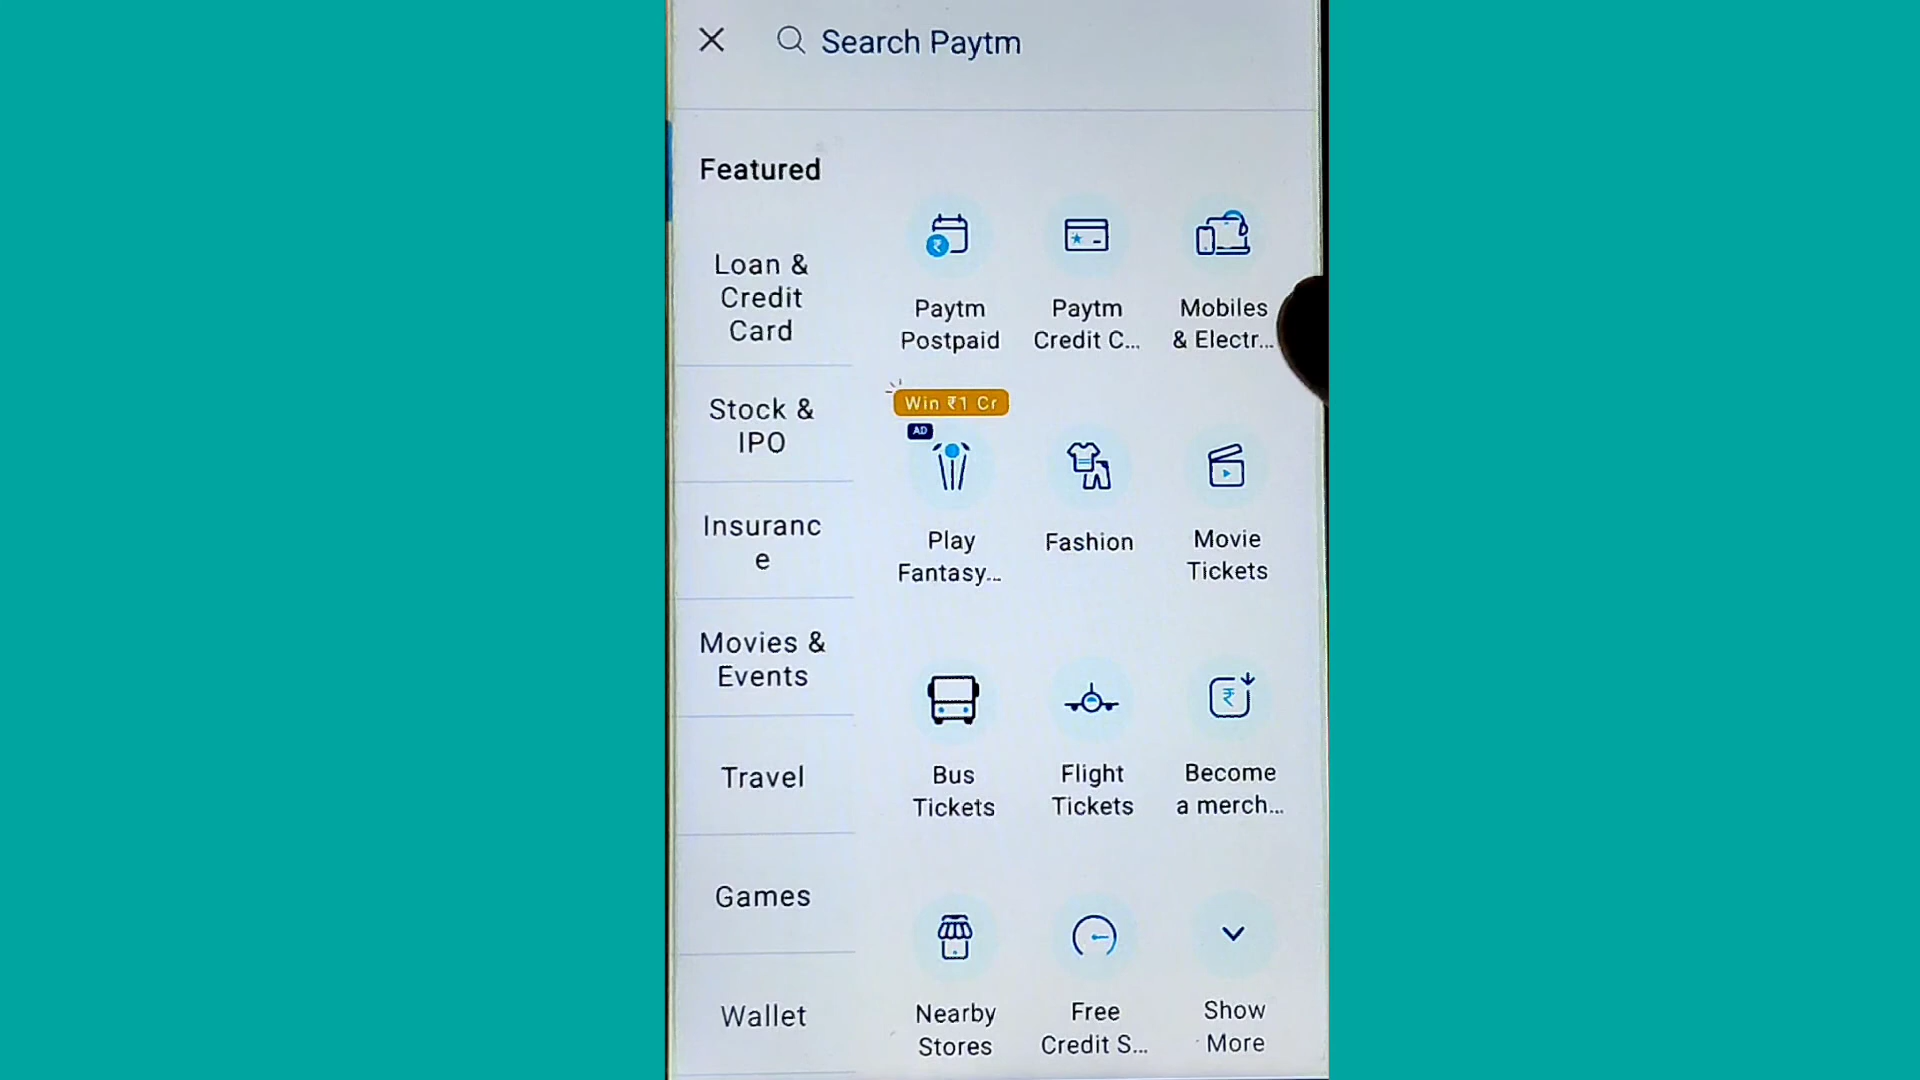 Search Paytm
Featured
Loan &
Credit
Card
Stock &
IPO
Insuranc
e
Movies &
Events
Travel
Games
Wallet
Paytm
Postpaid
Paytm
Credit C...
Mobiles
& Electr...
Win ₹1 Cr
AD
Play
Fantasy...
Fashion
Movie
Tickets
Bus
Tickets
Flight
Tickets
Become
a merch...
Nearby
Stores
Free
Credit S...
Show
More